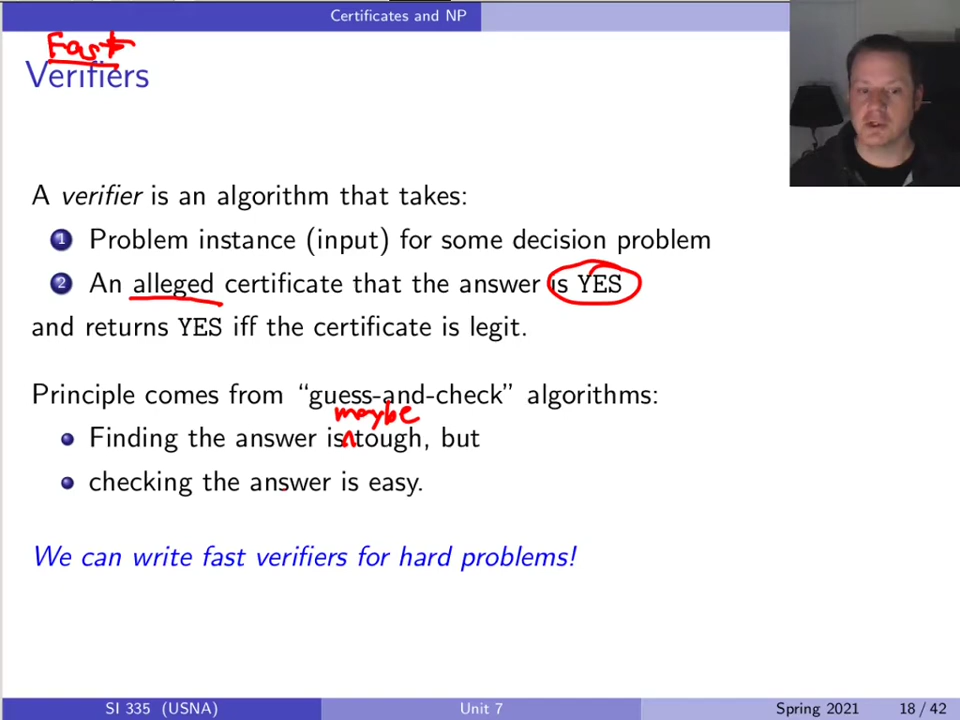 Certificates and NP
Fast
Verifiers
A verifier is an algorithm that takes:
1 Problem instance (input) for some decision problem
2 An alleged certificate that the answer is YES
and returns YES iff the certificate is legit.
Principle comes from “guess-and-check” algorithms:
maybe
• Finding the answer is tough, but
• checking the answer is easy.
We can write fast verifiers for hard problems!
SI 335 (USNA) Unit 7 Spring 2021 18 / 42